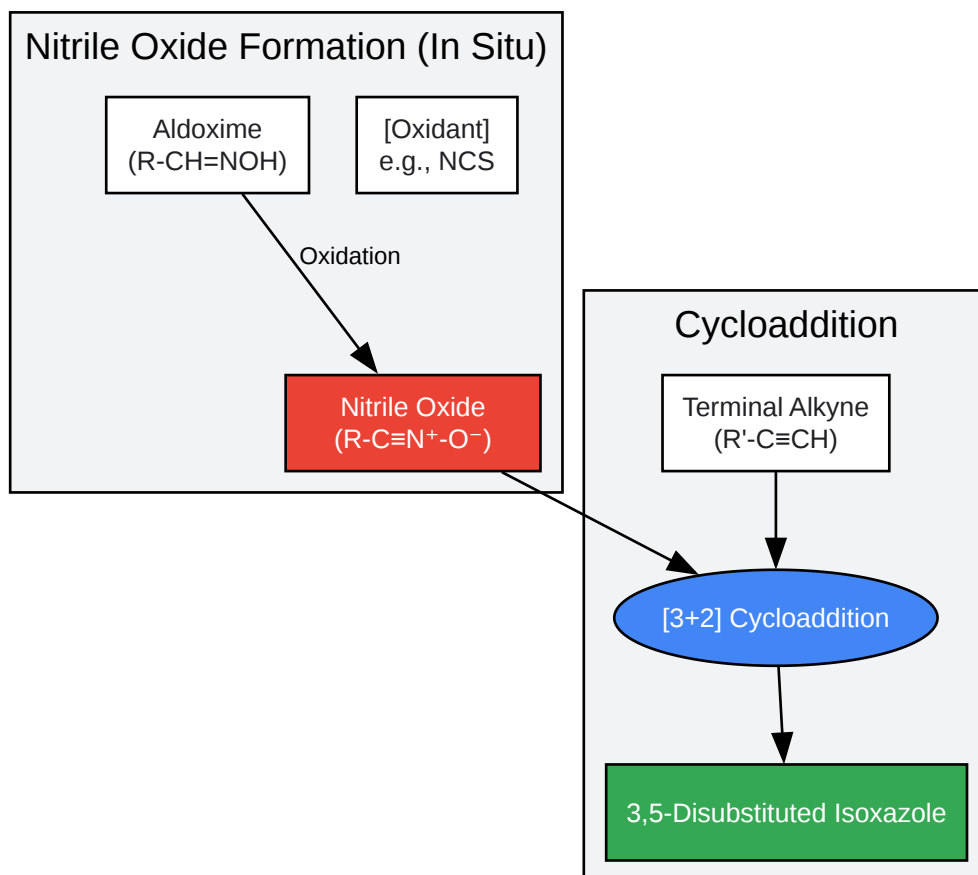 Nitrile Oxide Formation (In Situ)
Aldoxime
(R-CH=NOH)
[Oxidant]
e.g., NCS
Oxidation
Nitrile Oxide
(R-C≡N⁺-O⁻)
Cycloaddition
Terminal Alkyne
(R'-C≡CH)
[3+2] Cycloaddition
3,5-Disubstituted Isoxazole